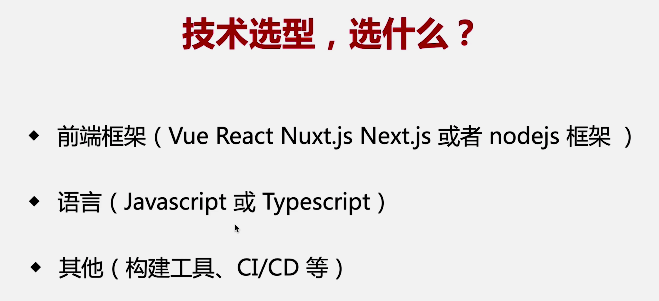 技术选型，选什么？
◆ 前端框架（Vue React Nuxt.js Next.js 或者 nodejs 框架 ）
◆ 语言（Javascript 或 Typescript）
◆ 其他（构建工具、CI/CD 等）